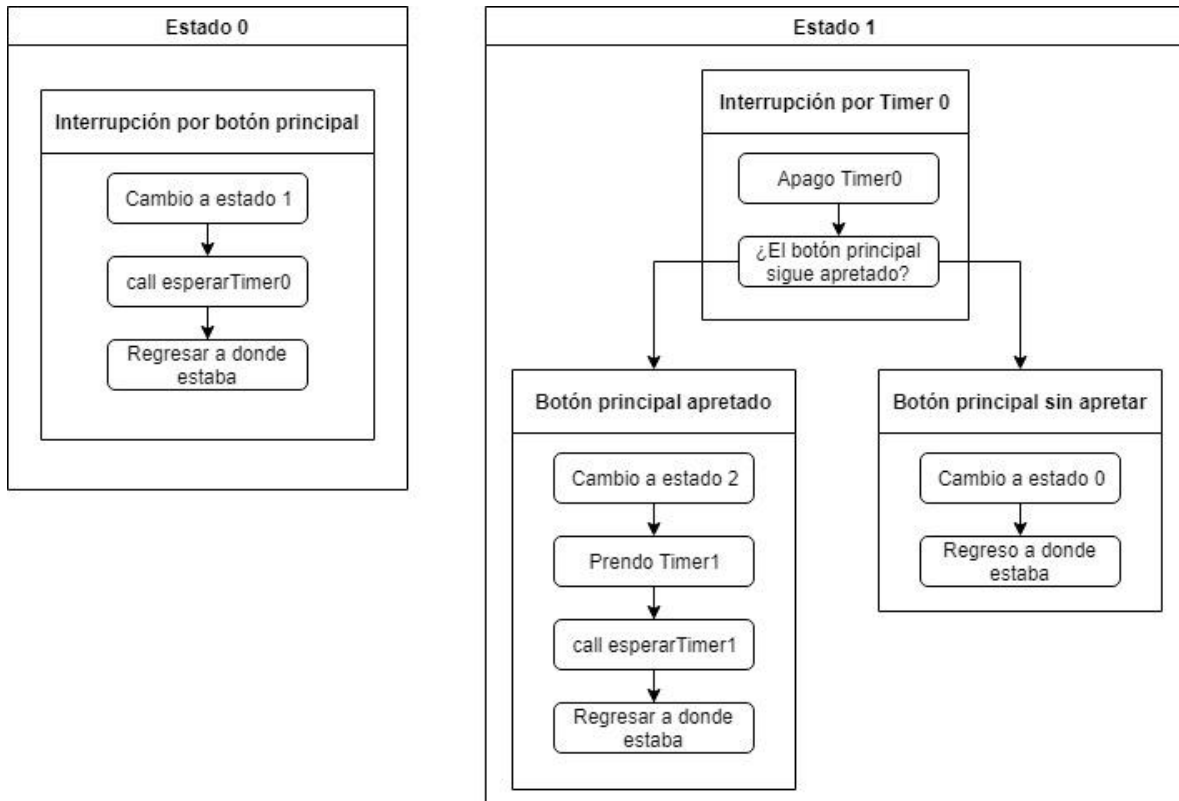 Estado 0
Interrupción por botón principal
Cambio a estado 1
call esperarTimer0
Regresar a donde
estaba
Estado 1
Interrupción por Timer 0
Apago Timer0
¿El botón principal
sigue apretado?
Botón principal apretado
Cambio a estado 2
Prendo Timer1
call esperarTimer1
Regresar a donde
estaba
Botón principal sin apretar
Cambio a estado 0
Regreso a donde
estaba